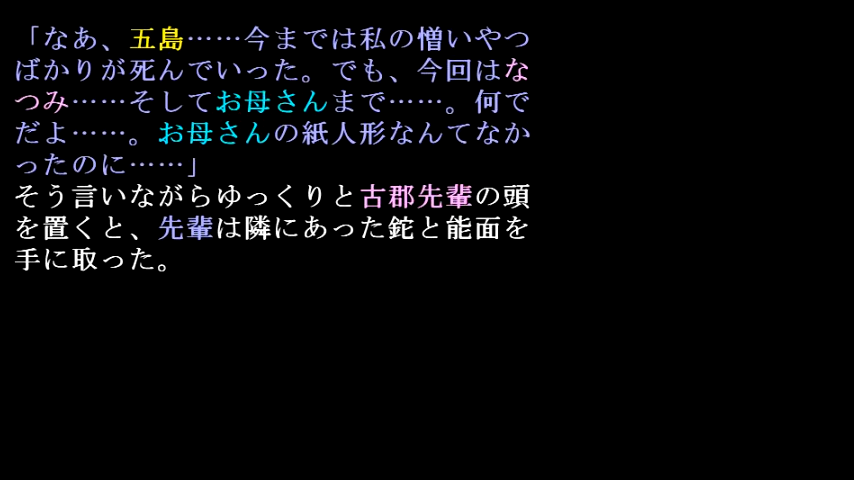 「なあ、五島……今までは私の憎いやつ
ばかりが死んでいった。でも、今回はな
つみ……そしてお母さんまで……。何で
だよ……。お母さんの紙人形なんてなか
ったのに……」
そう言いながらゆっくりと古郡先輩の頭
を置くと、先輩は隣にあった鉈と能面を
手に取った。